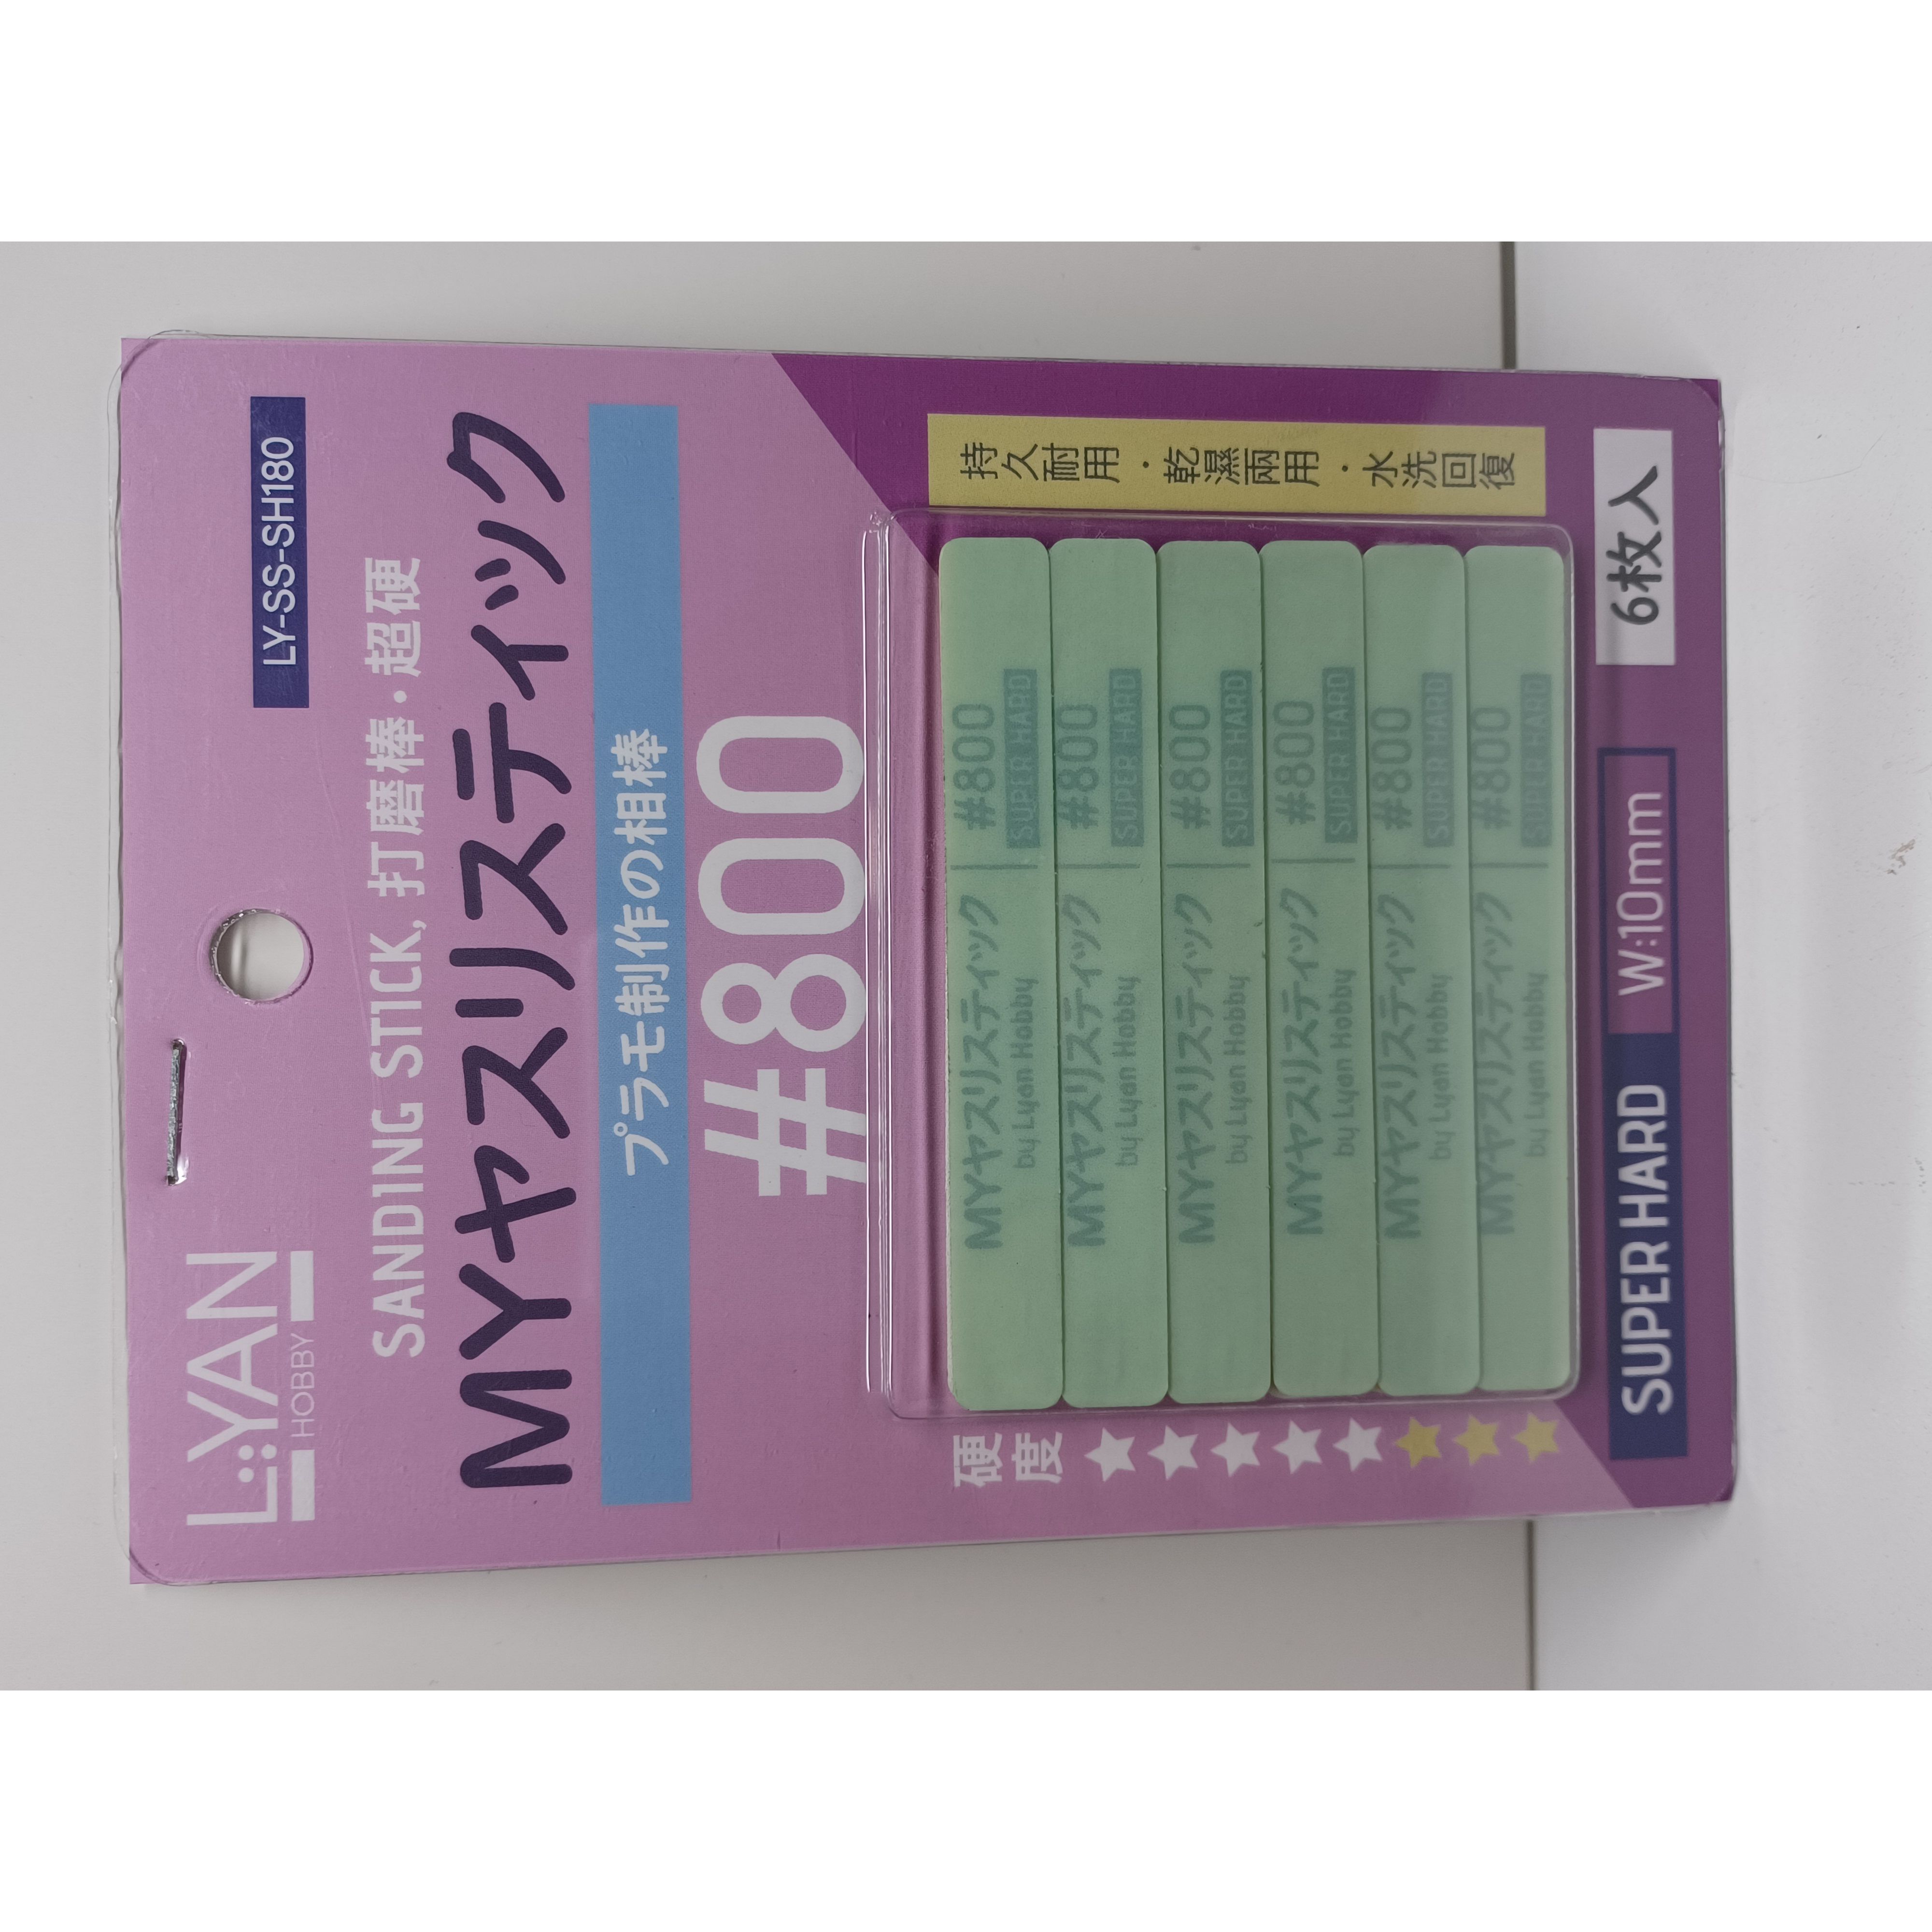 L:YAN
HOBBY
LY-SS-SH180
SANDING STICK, 打磨棒·超硬
MYヤスリスティック
プラモ制作の相棒
#800
硬度
持久耐用·乾濕兩用·水洗回復
MYヤスリスティック #800
by Lyan Hobby SUPER HARD
MYヤスリスティック #800
by Lyan Hobby SUPER HARD
MYヤスリスティック #800
by Lyan Hobby SUPER HARD
MYヤスリスティック #800
by Lyan Hobby SUPER HARD
MYヤスリスティック #800
by Lyan Hobby SUPER HARD
MYヤスリスティック #800
by Lyan Hobby SUPER HARD
SUPER HARD W:10mm 6枚入